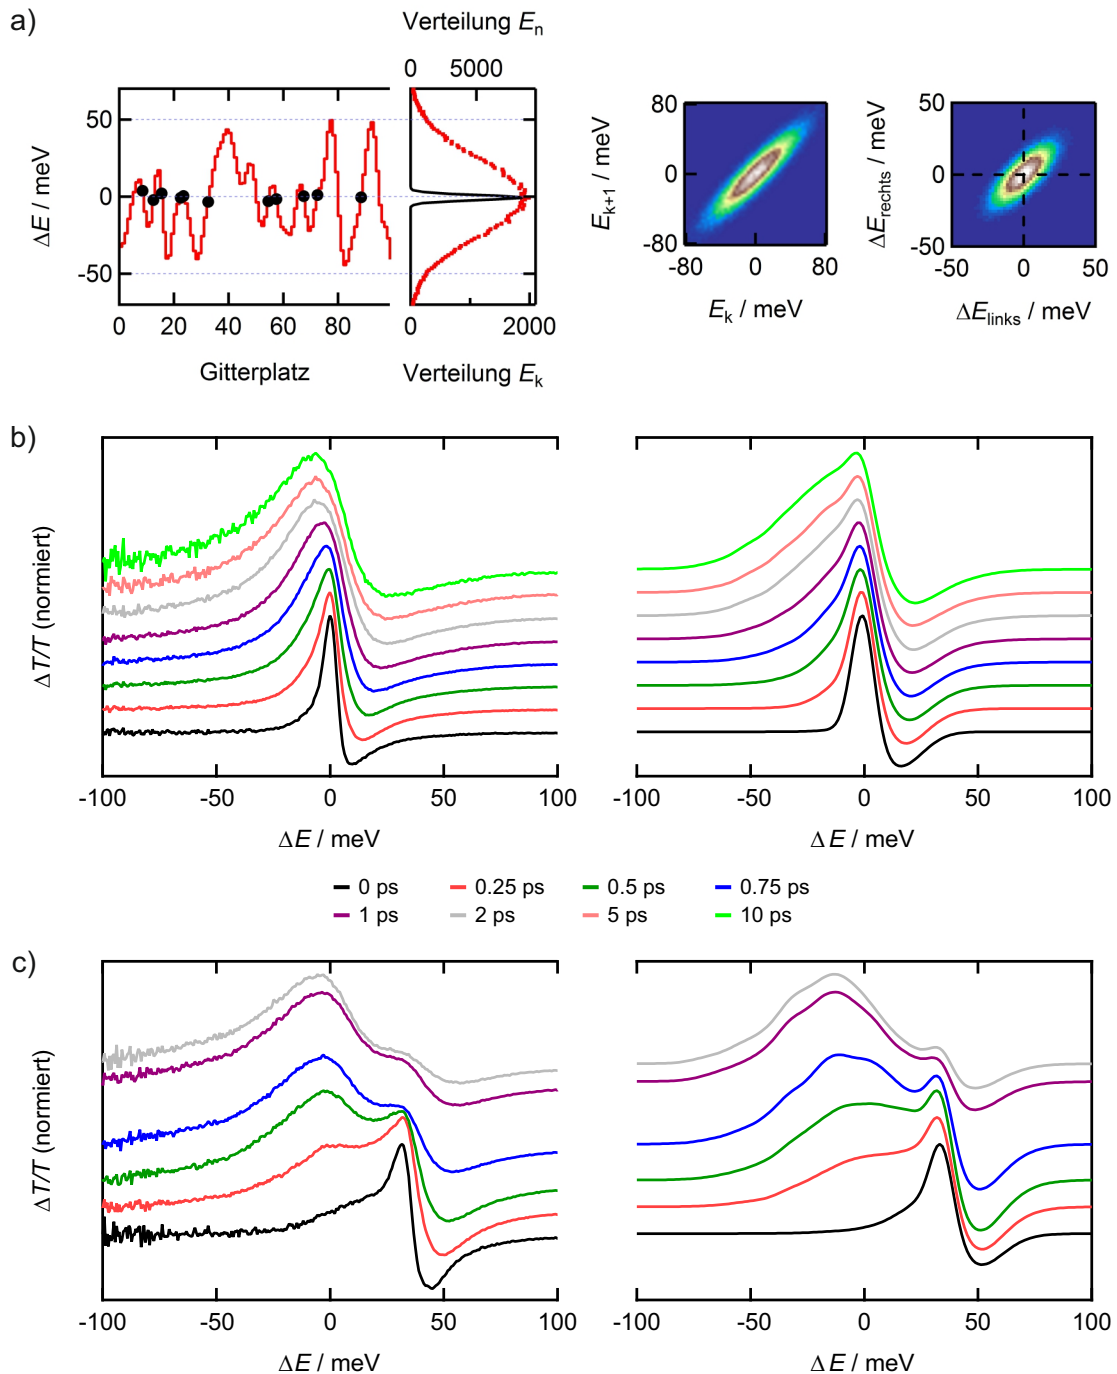 a)
Verteilung En
0 5000
ΔE / meV
50
0
-50
0 20 40 60 80
Gitterplatz
0 2000
Verteilung Ek
Ek+1 / meV
80
0
-80
-80 0 80
Ek / meV
ΔErechts / meV
50
0
-50
-50 0 50
ΔElinks / meV
b)
ΔT/T (normiert)
-100 -50 0 50 100
ΔE / meV
-100 -50 0 50 100
ΔE / meV
0 ps 0.25 ps 0.5 ps 0.75 ps
1 ps 2 ps 5 ps 10 ps
c)
ΔT/T (normiert)
-100 -50 0 50 100
ΔE / meV
-100 -50 0 50 100
ΔE / meV